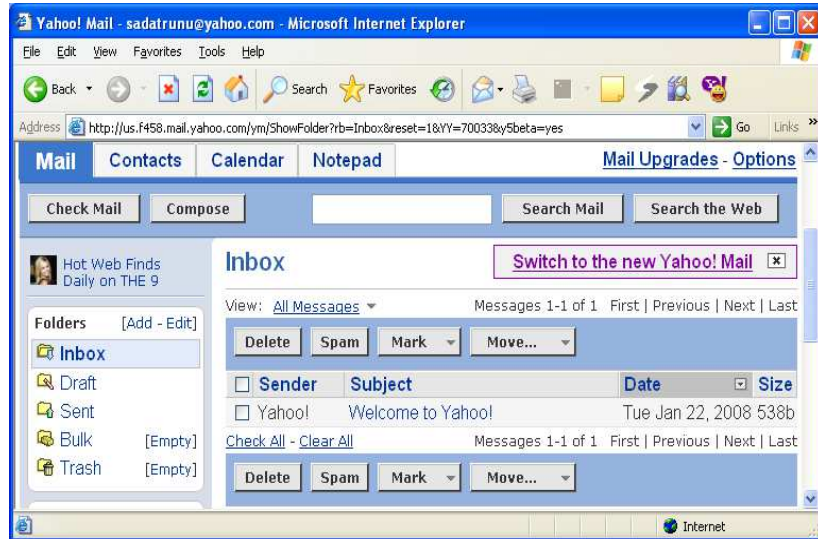 Yahoo! Mail - sadatrunu@yahoo.com - Microsoft Internet Explorer
File Edit View Favorites Tools Help
Back Search Favorites
Address http://us.f458.mail.yahoo.com/ym/ShowFolder?rb=Inbox&reset=1&YY=70033&y5beta=yes Go Links »
Mail Contacts Calendar Notepad Mail Upgrades - Options
Check Mail Compose Search Mail Search the Web
Hot Web Finds
Daily on THE 9
Inbox Switch to the new Yahoo! Mail
View: All Messages Messages 1-1 of 1 First | Previous | Next | Last
Folders [Add - Edit]
Delete Spam Mark Move...
Inbox
Sender Subject Date Size
Draft
Yahoo! Welcome to Yahoo! Tue Jan 22, 2008 538b
Sent
Bulk [Empty]
Check All - Clear All Messages 1-1 of 1 First | Previous | Next | Last
Trash [Empty]
Delete Spam Mark Move...
Internet